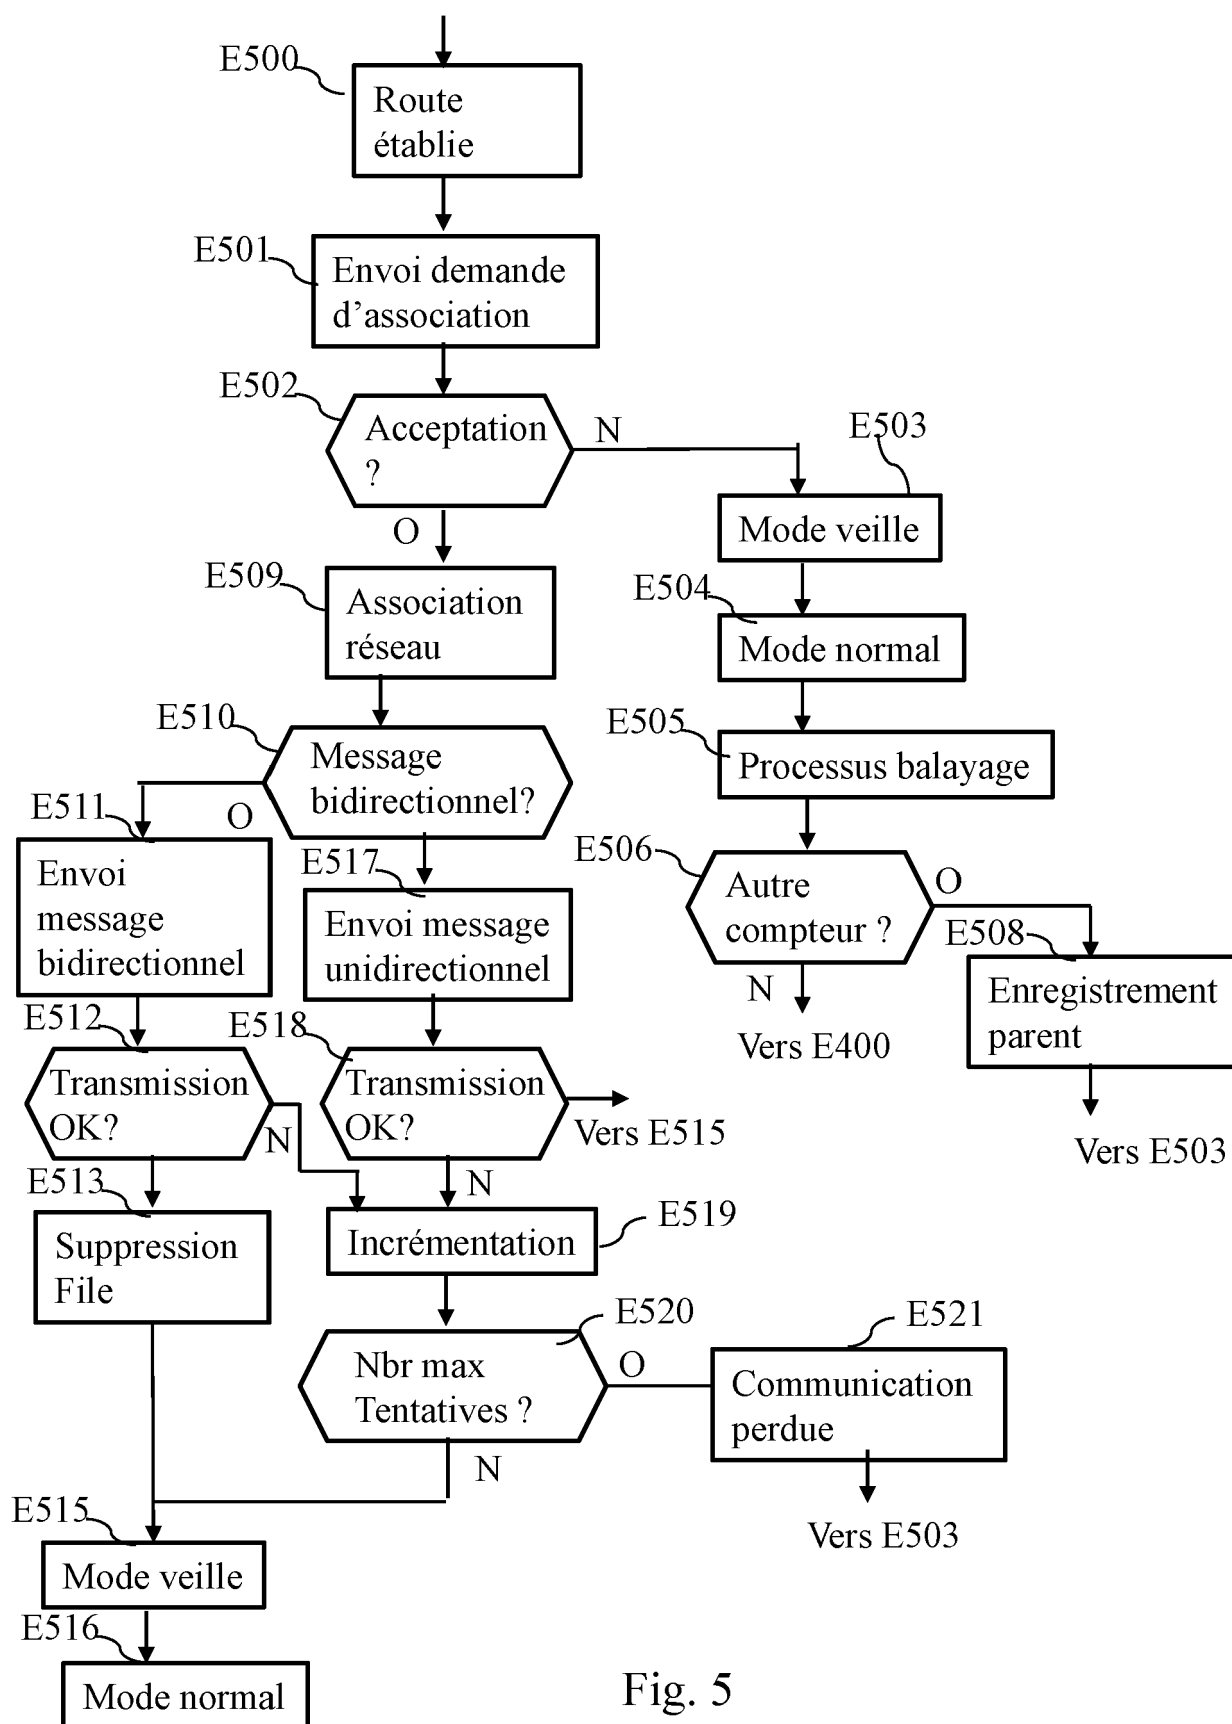 E500
Route
établie
E501
Envoi demande
d’association
E502
Acceptation
?
N
O
E503
Mode veille
E509
Association
réseau
E504
Mode normal
E510
Message
bidirectionnel?
O
E505
Processus balayage
E511
Envoi
message
bidirectionnel
E517
Envoi message
unidirectionnel
E506
Autre
compteur ?
O
N
Vers E400
E508
Enregistrement
parent
Vers E503
E512
Transmission
OK?
N
E518
Transmission
OK?
Vers E515
N
E513
Suppression
File
Incrémentation
E519
E520
Nbr max
Tentatives ?
O
N
E521
Communication
perdue
Vers E503
E515
Mode veille
E516
Mode normal
Fig. 5